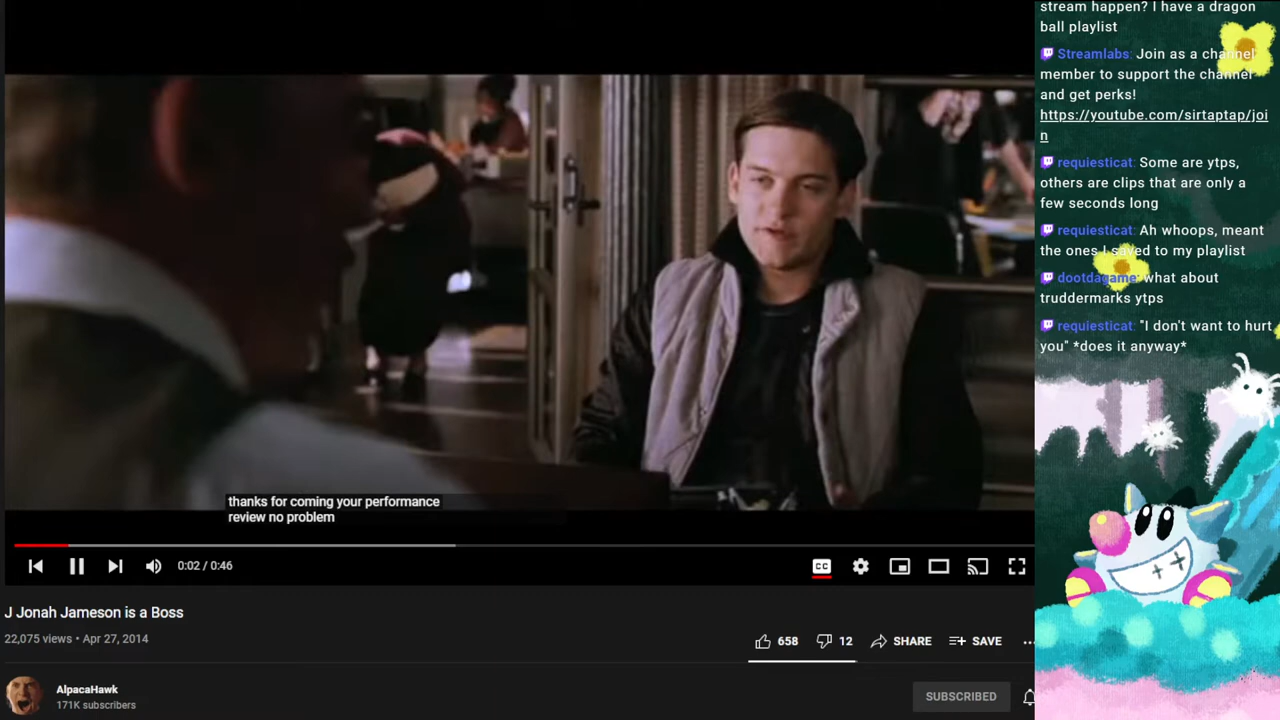 thanks for coming your performance
review no problem
0:02 / 0:46
CC
J Jonah Jameson is a Boss
22,075 views • Apr 27, 2014
658
12
SHARE
SAVE
AlpacaHawk
171K subscribers
SUBSCRIBED
stream happen? I have a dragon
ball playlist
Streamlabs: Join as a channel
member to support the channel
and get perks!
https://youtube.com/sirtaptap/joi
n
requiesticat: Some are ytps,
others are clips that are only a
few seconds long
requiesticat: Ah whoops, meant
the ones I saved to my playlist
dootdagame: what about
truddermarks ytps
requiesticat: "I don't want to hurt
you" *does it anyway*